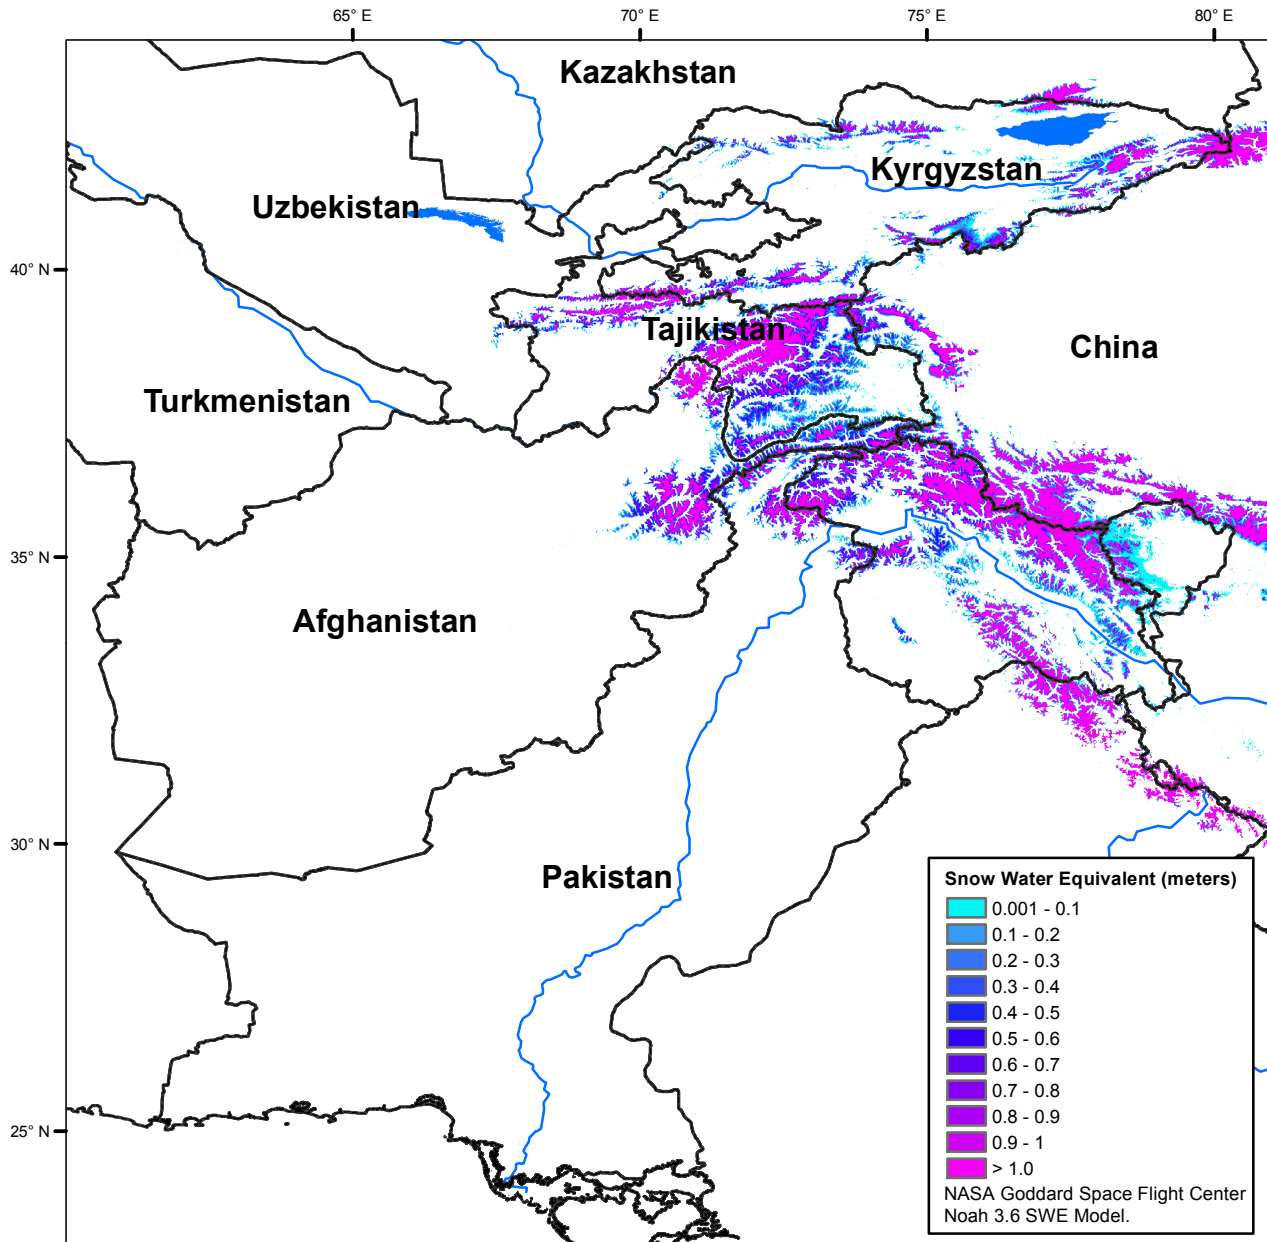 65° E
70° E
75° E
80° E
Kazakhstan
Kyrgyzstan
Uzbekistan
40° N
Tajikistan
China
Turkmenistan
35° N
Afghanistan
30° N
Pakistan
25° N
Snow Water Equivalent (meters)
0.001 - 0.1
0.1 - 0.2
0.2 - 0.3
0.3 - 0.4
0.4 - 0.5
0.5 - 0.6
0.6 - 0.7
0.7 - 0.8
0.8 - 0.9
0.9 - 1
> 1.0
NASA Goddard Space Flight Center
Noah 3.6 SWE Model.